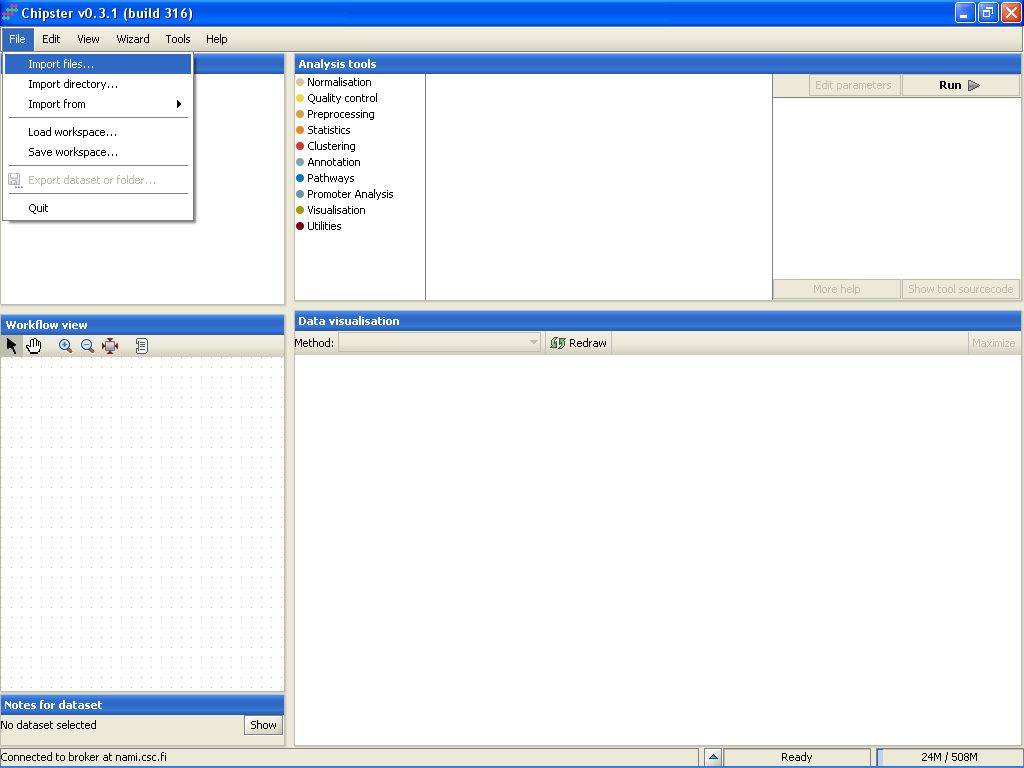 Chipster v0.3.1 (build 316)
File Edit View Wizard Tools Help
Import files...
Import directory...
Import from
Load workspace...
Save workspace...
Export dataset or folder...
Quit
Analysis tools
Normalisation
Quality control
Preprocessing
Statistics
Clustering
Annotation
Pathways
Promoter Analysis
Visualisation
Utilities
Edit parameters Run
More help Show tool sourcecode
Workflow view
Data visualisation
Method: Redraw Maximize
Notes for dataset
No dataset selected Show
Connected to broker at nami.csc.fi Ready 24M / 508M